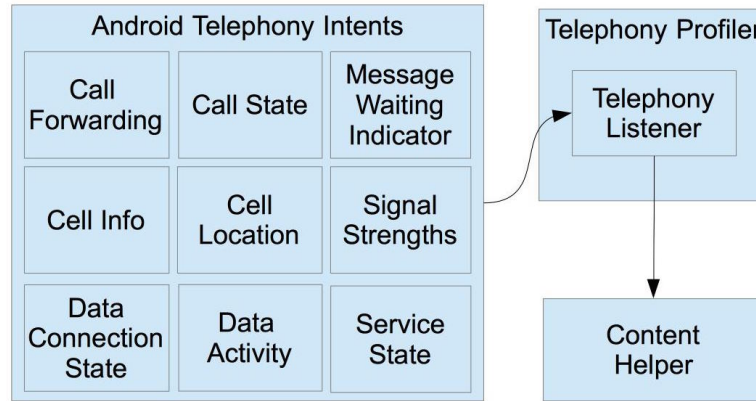 Android Telephony Intents
Call
Forwarding
Call State
Message
Waiting
Indicator
Cell Info
Cell
Location
Signal
Strengths
Data
Connection
State
Data
Activity
Service
State
Telephony Profiler
Telephony
Listener
Content
Helper